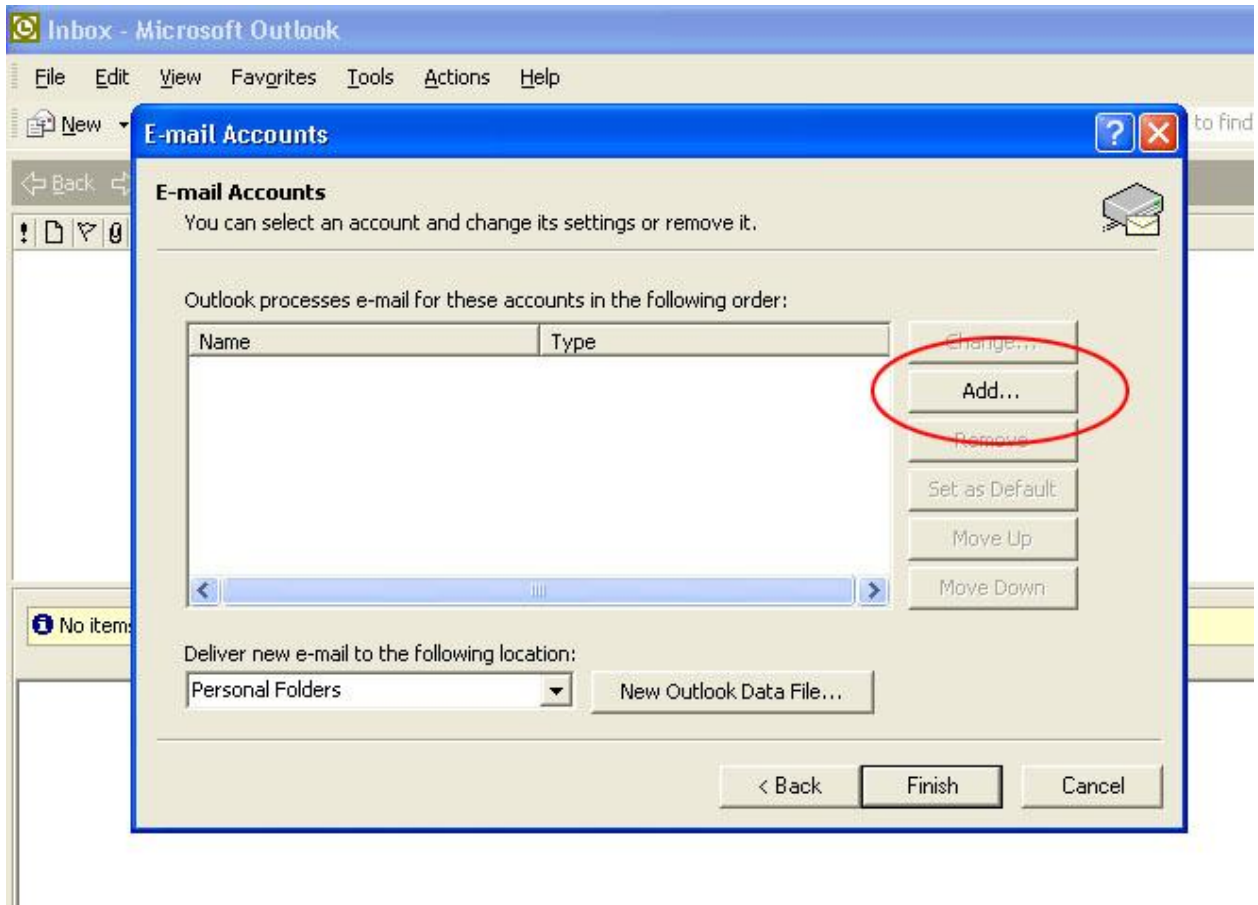 Inbox - Microsoft Outlook
File Edit View Favorites Tools Actions Help
New
to find
E-mail Accounts
Back
E-mail Accounts
You can select an account and change its settings or remove it.
Outlook processes e-mail for these accounts in the following order:
Name Type
Change...
Add...
Remove
Set as Default
Move Up
Move Down
No items
Deliver new e-mail to the following location:
Personal Folders
New Outlook Data File...
< Back Finish Cancel